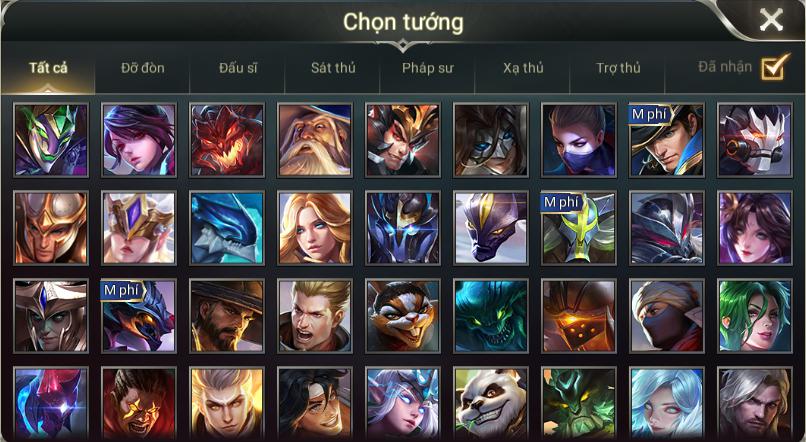 Chọn tướng
Tất cả Đỡ đòn Đấu sĩ Sát thủ Pháp sư Xạ thủ Trợ thủ Đã nhận
M phí
M phí
M phí